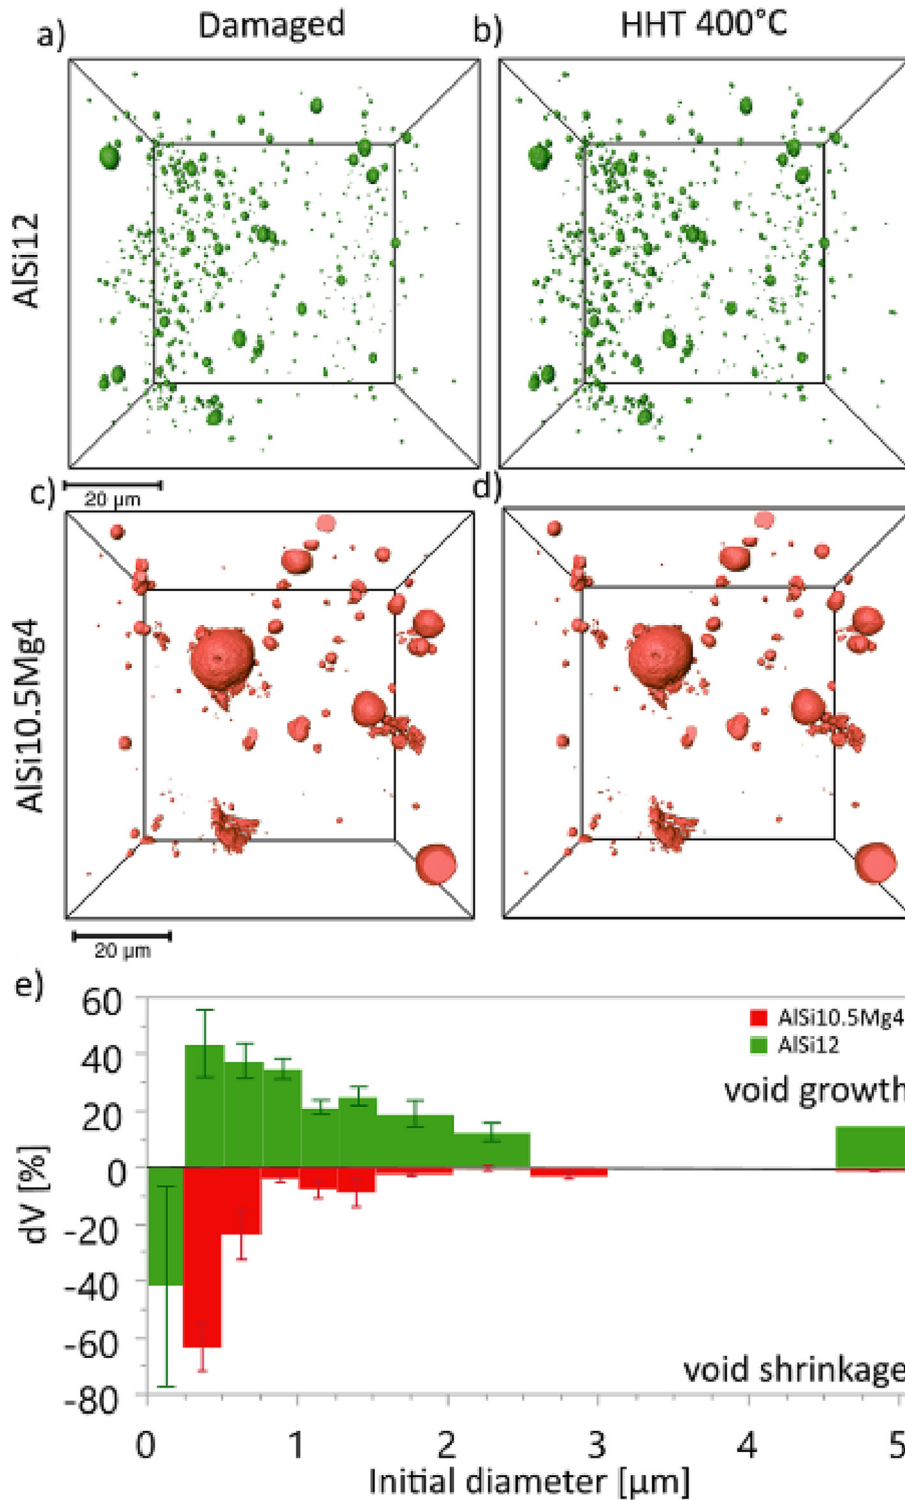 a) Damaged b) HHT 400°C
AlSi12
20 µm
c) d)
AlSi10.5Mg4
20 µm
e)
60
40
20
0
-20
-40
-60
-80
dV [%]
AlSi10.5Mg4
AlSi12
void growth
void shrinkage
0 1 2 3 4 5
Initial diameter [µm]